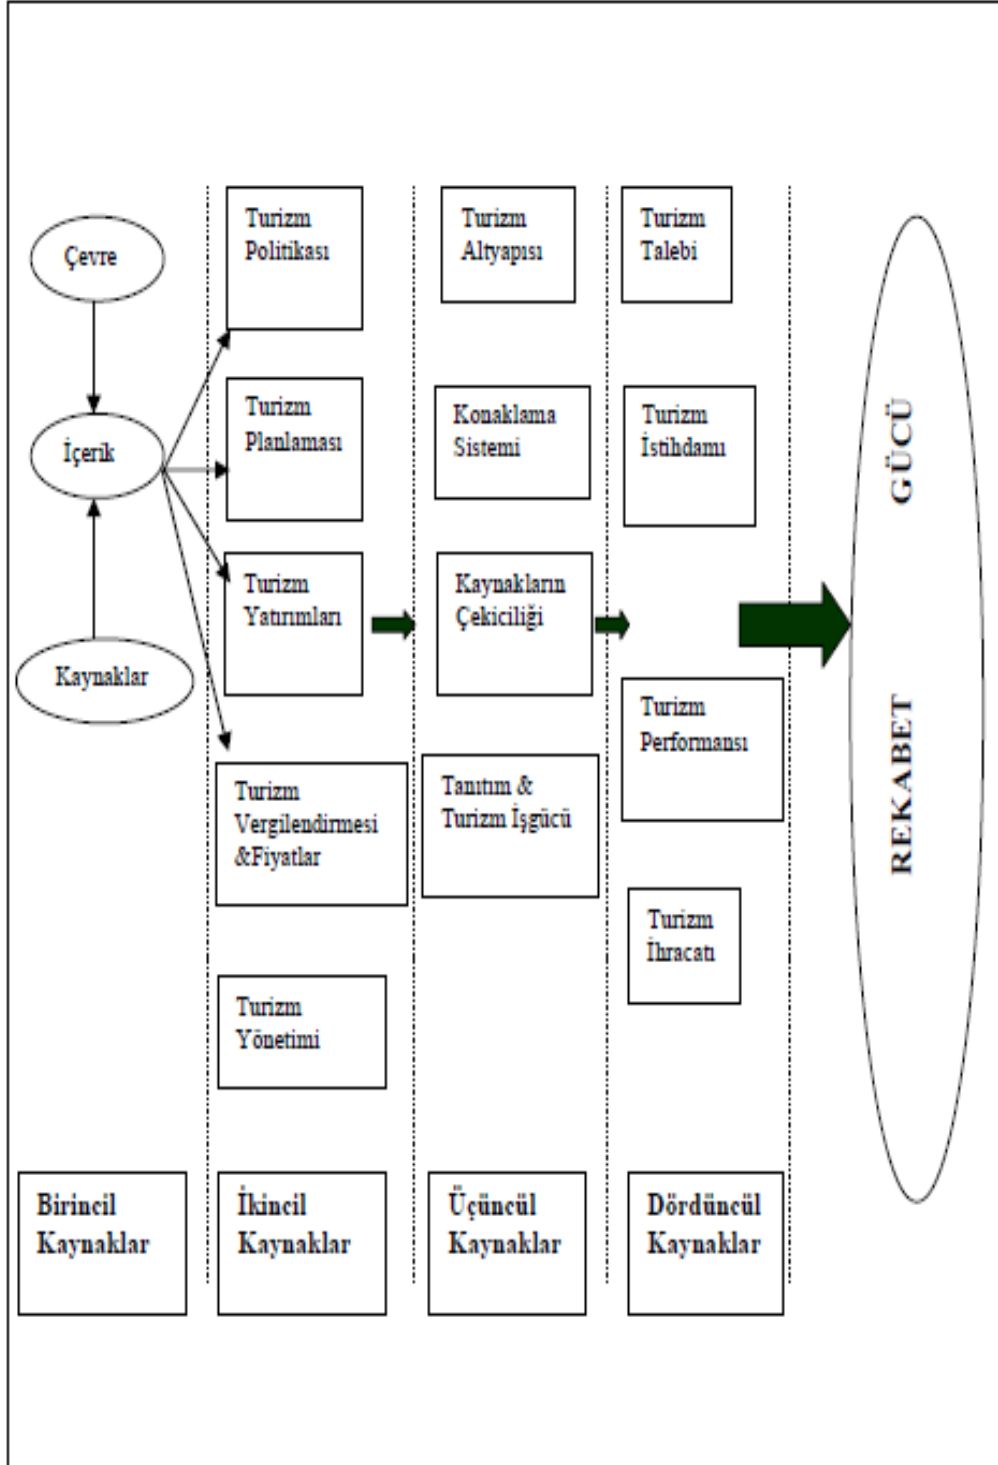 Çevre
İçerik
Kaynaklar
Birincil
Kaynaklar
Turizm
Politikası
Turizm
Planlaması
Turizm
Yatırımları
Turizm
Vergilendirmesi
&Fiyatlar
Turizm
Yönetimi
İkincil
Kaynaklar
Turizm
Altyapısı
Konaklama
Sistemi
Kaynakların
Çekiciliği
Tanıtım &
Turizm İşgücü
Üçüncül
Kaynaklar
Turizm
Talebi
Turizm
İstihdamı
Turizm
Performansı
Turizm
İhracatı
Dördüncül
Kaynaklar
REKABET GÜCÜ